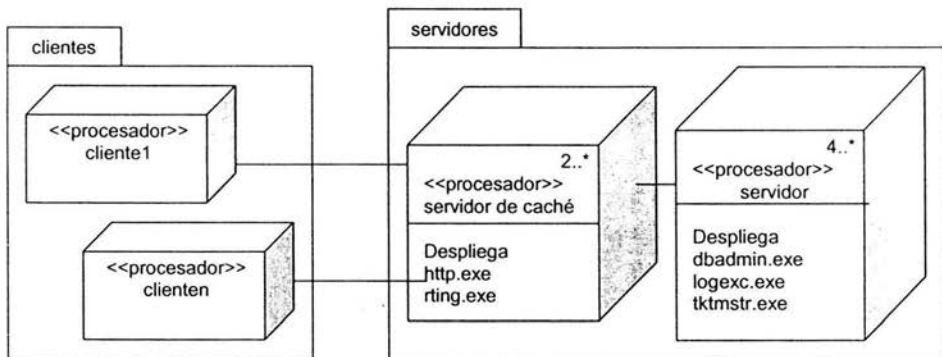 clientes
<<procesador>>
cliente1
<<procesador>>
clienten
servidores
2..*
<<procesador>>
servidor de caché
Despliega
http.exe
rting.exe
4..*
<<procesador>>
servidor
Despliega
dbadmin.exe
logexc.exe
tktmstr.exe